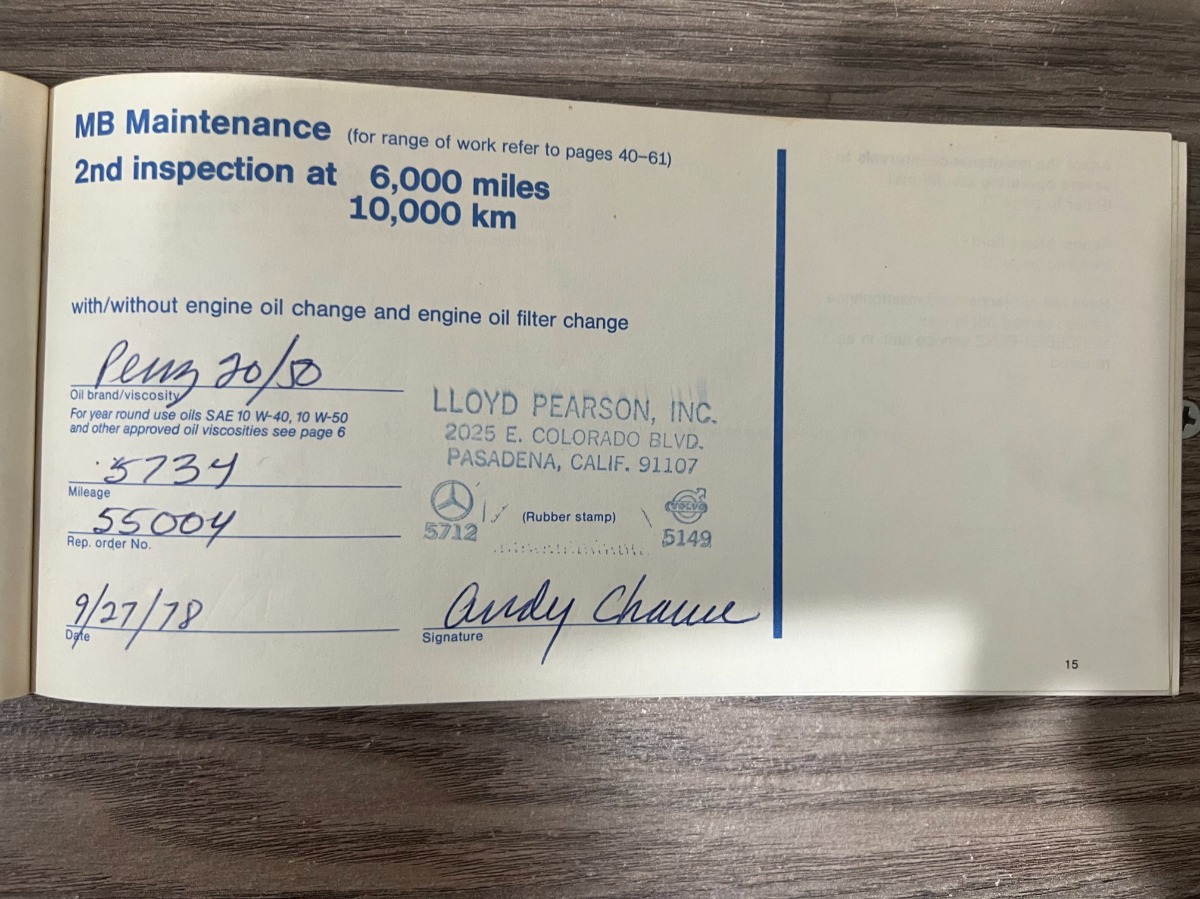 MB Maintenance (for range of work refer to pages 40–61)
2nd inspection at 6,000 miles
10,000 km
with/without engine oil change and engine oil filter change
Penz 20/50
Oil brand/viscosity
For year round use oils SAE 10 W-40, 10 W-50
and other approved oil viscosities see page 6
5734
Mileage
55004
Rep. order No.
9/27/78
Date
LLOYD PEARSON, INC.
2025 E. COLORADO BLVD.
PASADENA, CALIF. 91107
(Rubber stamp)
VOLVO
5712 5149
Andy
Signature
15